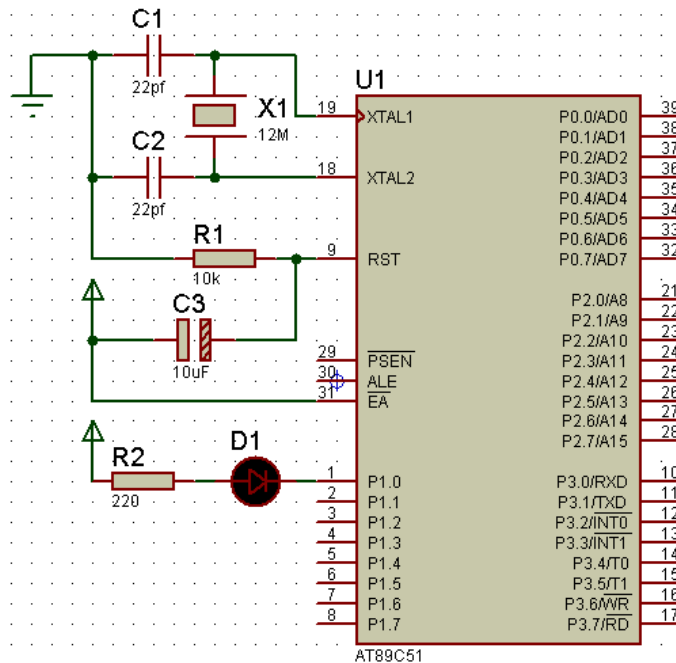 C1
22pf
X1
12M
C2
22pf
R1
10k
C3
10uF
R2
220
D1
U1
19 XTAL1
18 XTAL2
9 RST
29 PSEN
30 ALE
31 EA
1 P1.0
2 P1.1
3 P1.2
4 P1.3
5 P1.4
6 P1.5
7 P1.6
8 P1.7
P0.0/AD0 39
P0.1/AD1 38
P0.2/AD2 37
P0.3/AD3 36
P0.4/AD4 35
P0.5/AD5 34
P0.6/AD6 33
P0.7/AD7 32
P2.0/A8 21
P2.1/A9 22
P2.2/A10 23
P2.3/A11 24
P2.4/A12 25
P2.5/A13 26
P2.6/A14 27
P2.7/A15 28
P3.0/RXD 10
P3.1/TXD 11
P3.2/INT0 12
P3.3/INT1 13
P3.4/T0 14
P3.5/T1 15
P3.6/WR 16
P3.7/RD 17
AT89C51